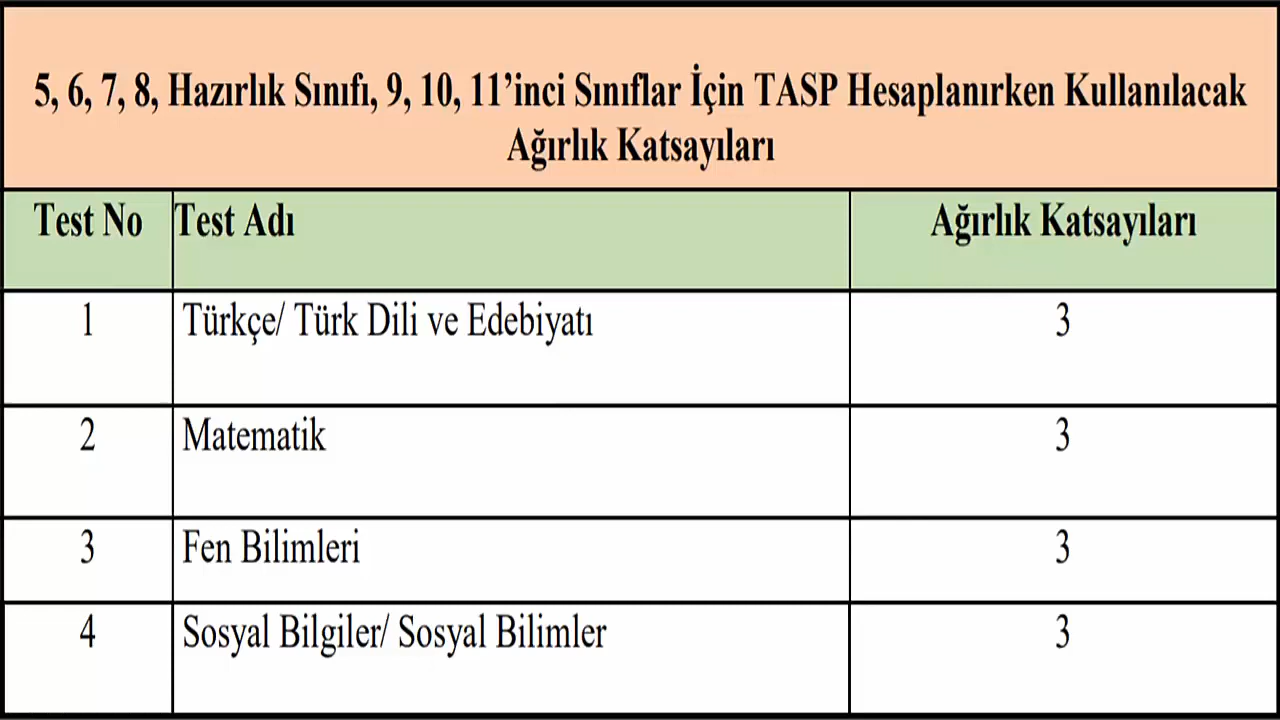 5, 6, 7, 8, Hazırlık Sınıfı, 9, 10, 11’inci Sınıflar İçin TASP Hesaplanırken Kullanılacak
Ağırlık Katsayıları
Test No Test Adı Ağırlık Katsayıları
1 Türkçe/ Türk Dili ve Edebiyatı 3
2 Matematik 3
3 Fen Bilimleri 3
4 Sosyal Bilgiler/ Sosyal Bilimler 3